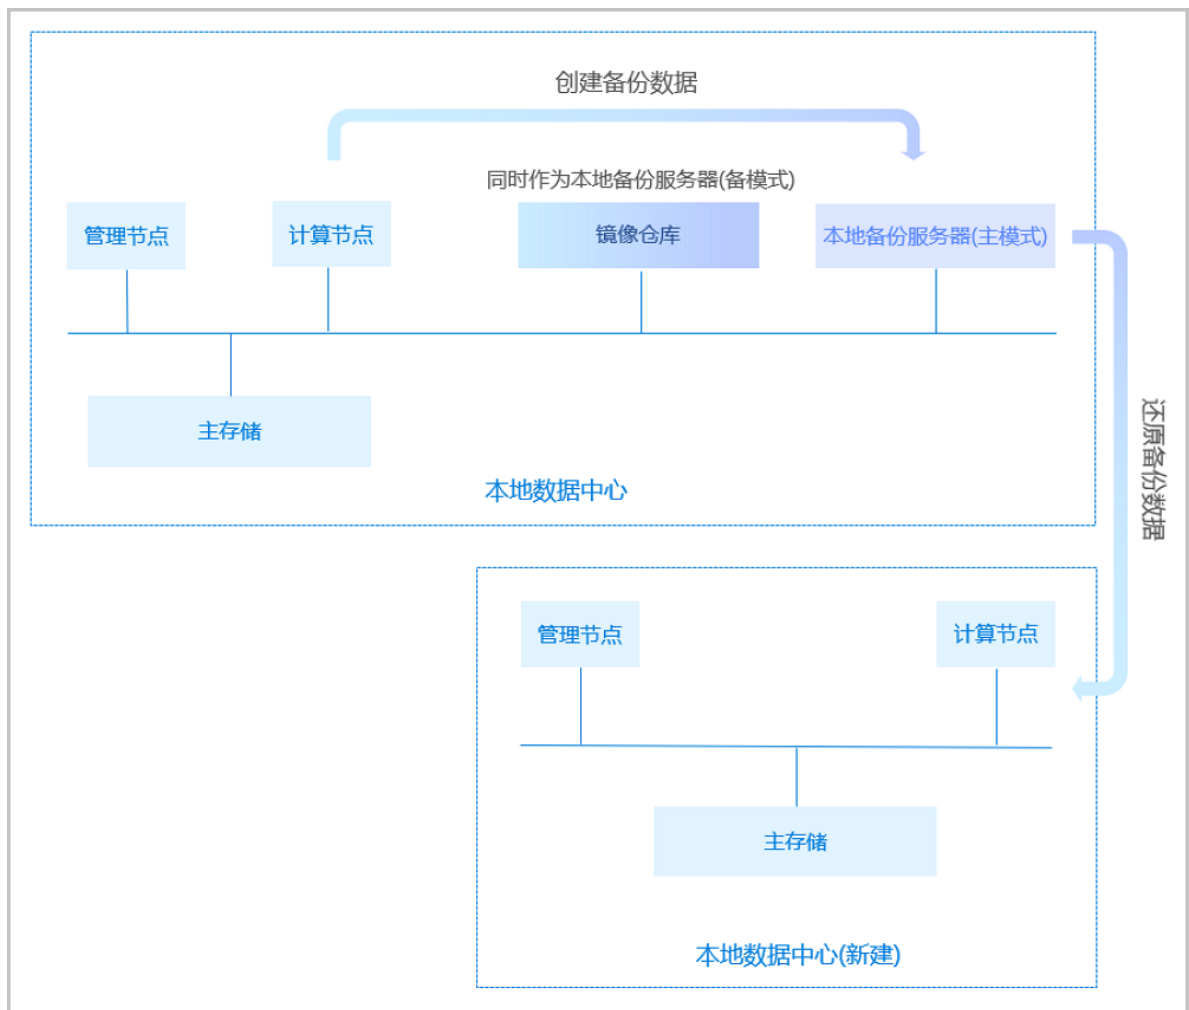 创建备份数据
同时作为本地备份服务器(备模式)
管理节点
计算节点
镜像仓库
本地备份服务器(主模式)
主存储
本地数据中心
还原备份数据
管理节点
计算节点
主存储
本地数据中心(新建)